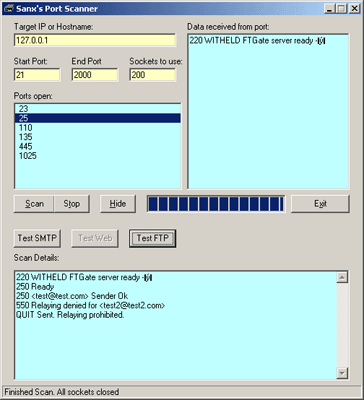 Sanx's Port Scanner
Target IP or Hostname:
127.0.0.1
Start Port: End Port Sockets to use:
21 2000 200
Ports open:
23
25
110
135
445
1025
Data received from port:
220 WITHELD FTGate server ready -
Scan Stop Hide Exit
Test SMTP Test Web Test FTP
Scan Details:
220 WITHELD FTGate server ready -
250 Ready
250 <test@test.com> Sender Ok
550 Relaying denied for <test2@test2.com>
QUIT Sent. Relaying prohibited.
Finished Scan. All sockets closed